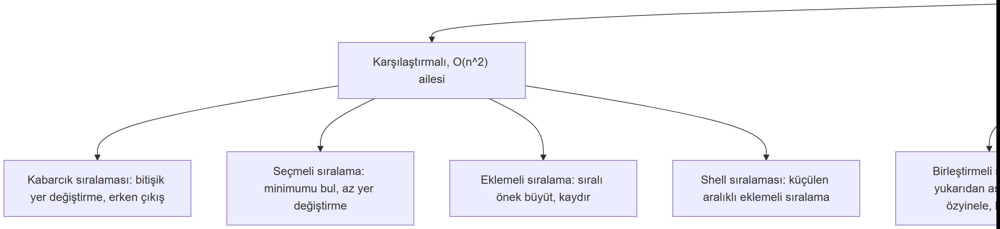 Karşılaştırmalı, O(n^2)
ailesi
Kabarcık sıralaması: bitişik
yer değiştirme, erken çıkış
Seçmeli sıralama:
minimumu bul, az yer
değiştirme
Eklemeli sıralama: sıralı
önek büyüt, kaydır
Shell sıralaması: küçülen
aralıklı eklemeli sıralama
Birleştirmeli
yukarıdan
özyinele,